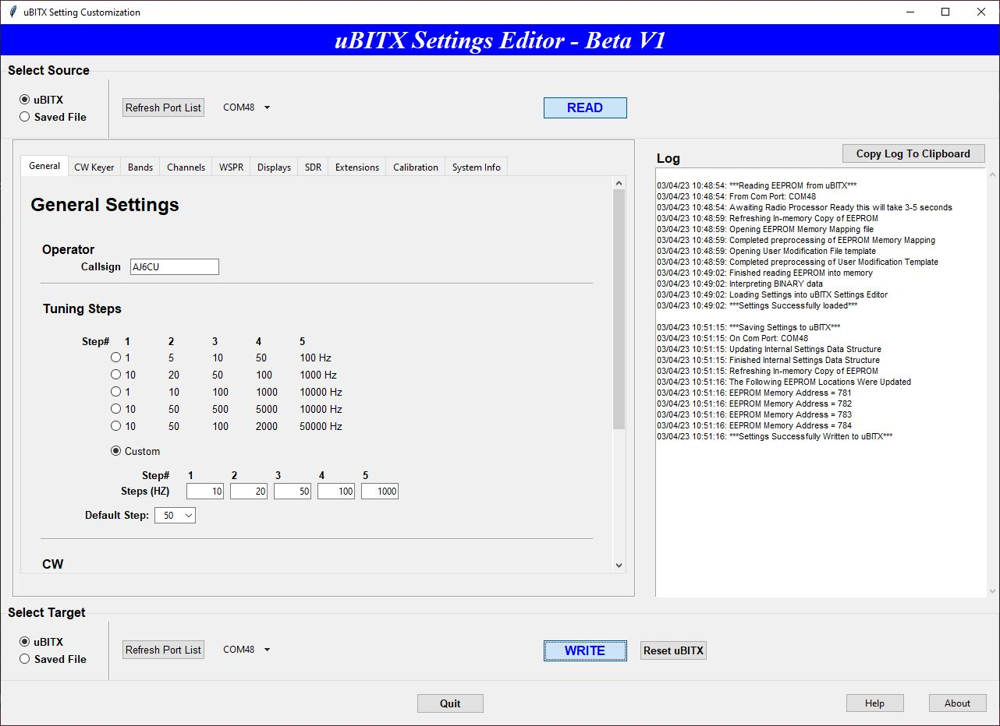 uBITX Setting Customization
uBITX Settings Editor - Beta V1
Select Source
uBITX
Saved File
Refresh Port List
COM48
READ
General
CW Keyer
Bands
Channels
WSPR
Displays
SDR
Extensions
Calibration
System Info
General Settings
Operator
Callsign AJ6CU
Tuning Steps
Step# 1 2 3 4 5
1 5 10 50 100 Hz
10 20 50 100 1000 Hz
1 10 100 1000 10000 Hz
10 50 500 5000 10000 Hz
10 50 100 2000 50000 Hz
Custom
Step# 1 2 3 4 5
Steps (HZ) 10 20 50 100 1000
Default Step: 50
CW
Log
Copy Log To Clipboard
03/04/23 10:48:54: ***Reading EEPROM from uBITX***
03/04/23 10:48:54: From Com Port: COM48
03/04/23 10:48:54: Awaiting Radio Processor Ready this will take 3-5 seconds
03/04/23 10:48:59: Refreshing In-memory Copy of EEPROM
03/04/23 10:48:59: Opening EEPROM Memory Mapping file
03/04/23 10:48:59: Completed preprocessing of EEPROM Memory Mapping
03/04/23 10:48:59: Opening User Modification File template
03/04/23 10:48:59: Completed preprocessing of User Modification Template
03/04/23 10:49:02: Finished reading EEPROM into memory
03/04/23 10:49:02: Interpreting BINARY data
03/04/23 10:49:02: Loading Settings into uBITX Settings Editor
03/04/23 10:49:02: ***Settings Successfully loaded***
03/04/23 10:51:15: ***Saving Settings to uBITX***
03/04/23 10:51:15: On Com Port: COM48
03/04/23 10:51:15: Updating Internal Settings Data Structure
03/04/23 10:51:15: Finished Internal Settings Data Structure
03/04/23 10:51:15: Refreshing In-memory Copy of EEPROM
03/04/23 10:51:16: The Following EEPROM Locations Were Updated
03/04/23 10:51:16: EEPROM Memory Address = 781
03/04/23 10:51:16: EEPROM Memory Address = 782
03/04/23 10:51:16: EEPROM Memory Address = 783
03/04/23 10:51:16: EEPROM Memory Address = 784
03/04/23 10:51:16: ***Settings Successfully Written to uBITX***
Select Target
uBITX
Saved File
Refresh Port List
COM48
WRITE
Reset uBITX
Quit
Help
About